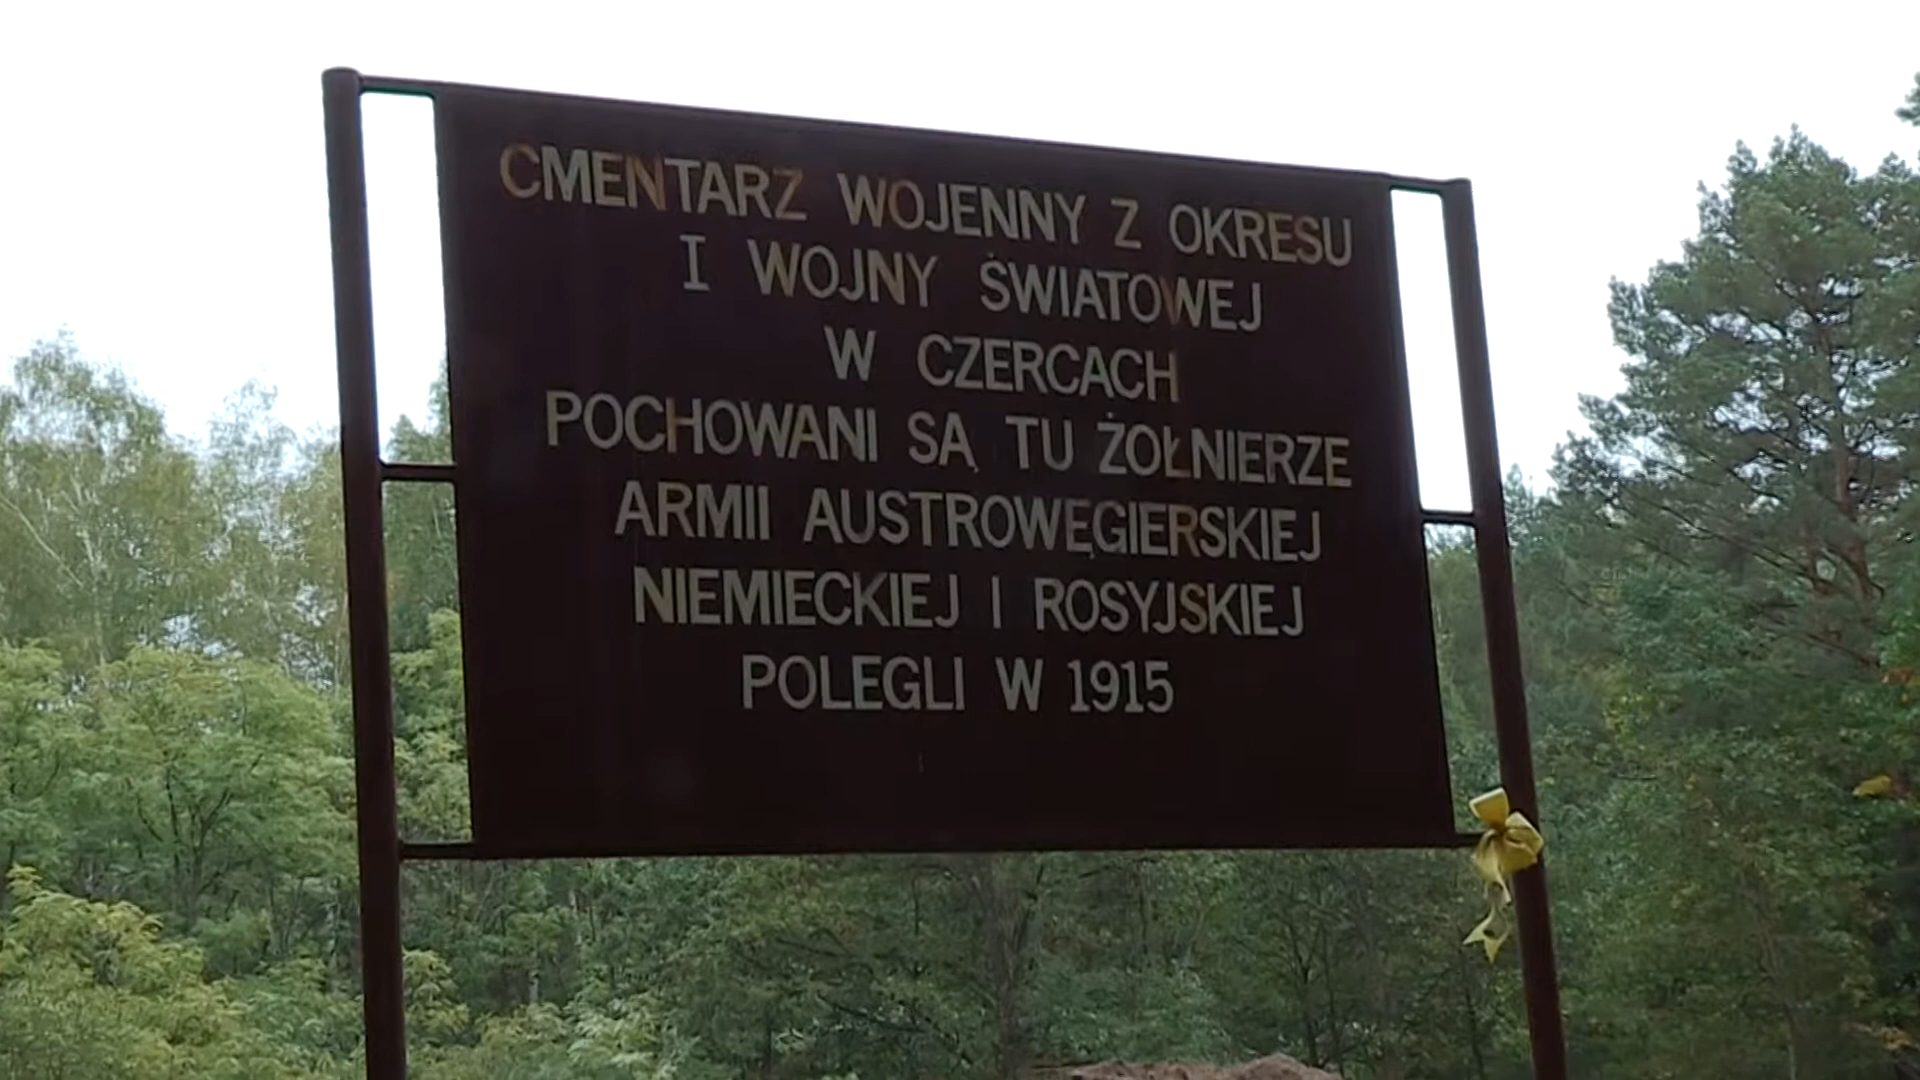 CMENTARZ WOJENNY Z OKRESU
I WOJNY ŚWIATOWEJ
W CZERCACH
POCHOWANI SĄ TU ŻOŁNIERZE
ARMII AUSTROWĘGIERSKIEJ
NIEMIECKIEJ I ROSYJSKIEJ
POLEGLI W 1915